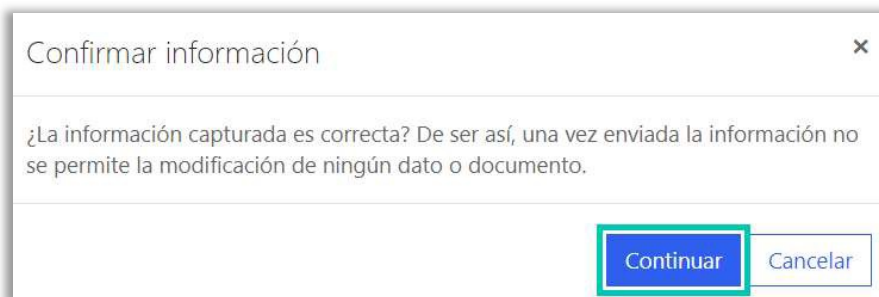 Confirmar información
×
¿La información capturada es correcta? De ser así, una vez enviada la información no
se permite la modificación de ningún dato o documento.
Continuar Cancelar